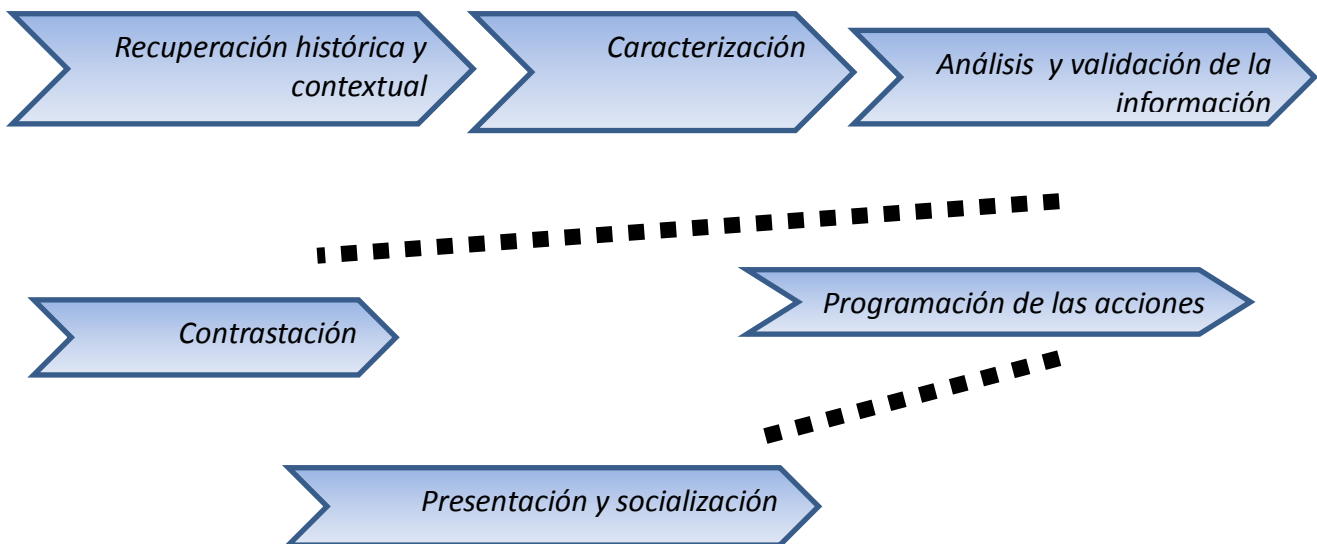 Recuperación histórica y
contextual
Caracterización
Análisis y validación de la
información
Contrastación
Programación de las acciones
Presentación y socialización